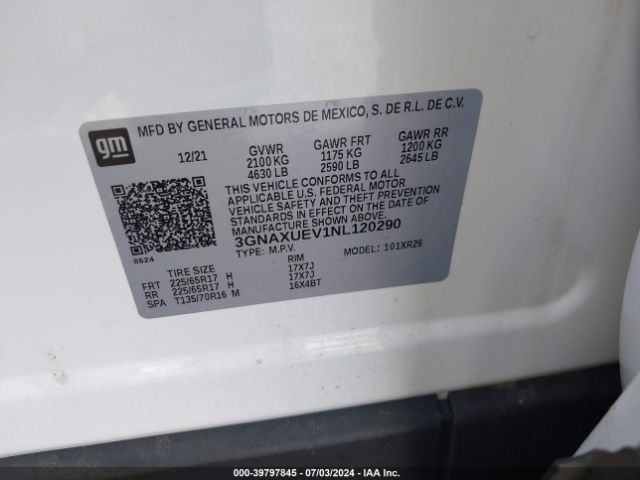 gm
MFD BY GENERAL MOTORS DE MEXICO, S. DE R.L. DE C.V.
12/21 GVWR GAWR FRT GAWR RR
2100 KG 1175 KG 1200 KG
4630 LB 2590 LB 2645 LB
THIS VEHICLE CONFORMS TO ALL
APPLICABLE U.S. FEDERAL MOTOR
VEHICLE SAFETY AND THEFT PREVENTION
STANDARDS IN EFFECT ON THE DATE OF
MANUFACTURE SHOWN ABOVE.
3GNAXUEV1NL120290
TYPE: M.P.V. MODEL: 101XR26
8624
TIRE SIZE RIM
FRT 225/65R17 H 17X7J
RR 225/65R17 H 17X7J
SPA T135/70R16 M 16X4BT
000-39797845 - 07/03/2024 - IAA Inc.